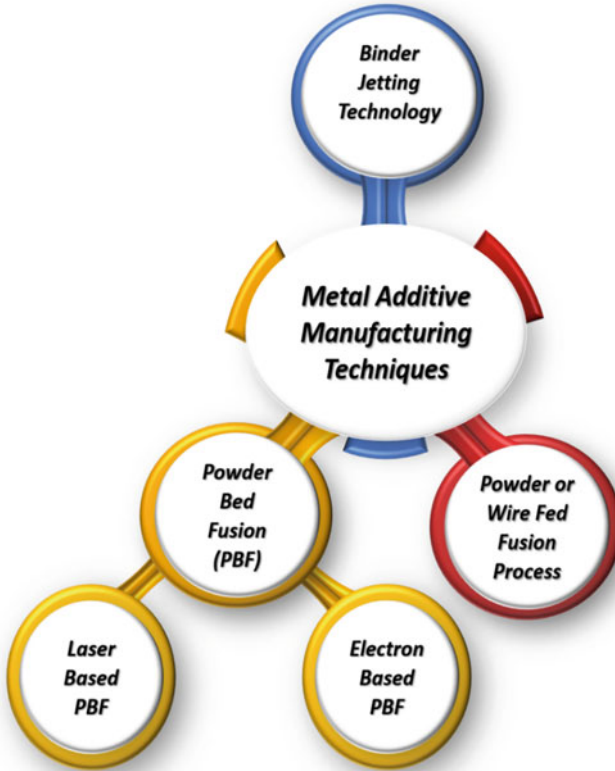 Binder
Jetting
Technology
Metal Additive
Manufacturing
Techniques
Powder
Bed
Fusion
(PBF)
Powder or
Wire Fed
Fusion
Process
Laser
Based
PBF
Electron
Based
PBF